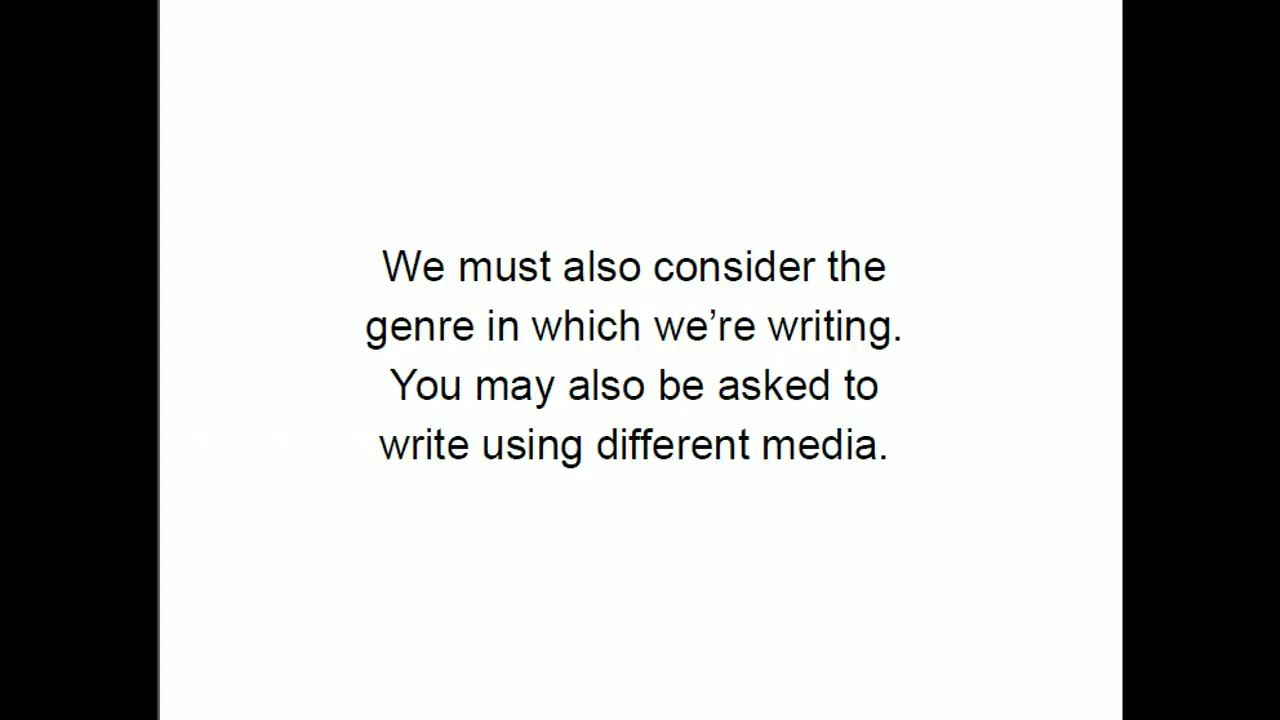 We must also consider the
genre in which we’re writing.
You may also be asked to
write using different media.